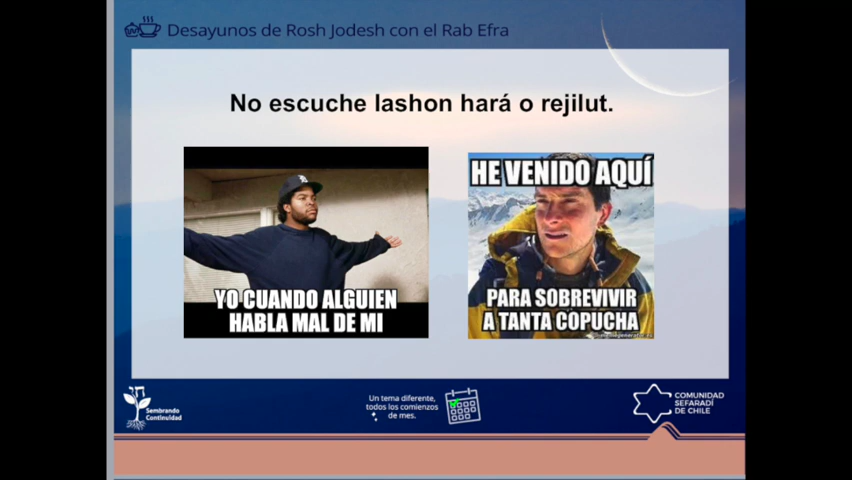 Desayunos de Rosh Jodesh con el Rab Efra
No escuche lashon hará o rejilut.
YO CUANDO ALGUIEN
HABLA MAL DE MI
HE VENIDO AQUÍ
PARA SOBREVIVIR
A TANTA COPUCHA
Sembrando
Continuidad
Un tema diferente,
todos los comienzos
de mes.
COMUNIDAD
SEFARADÍ
DE CHILE